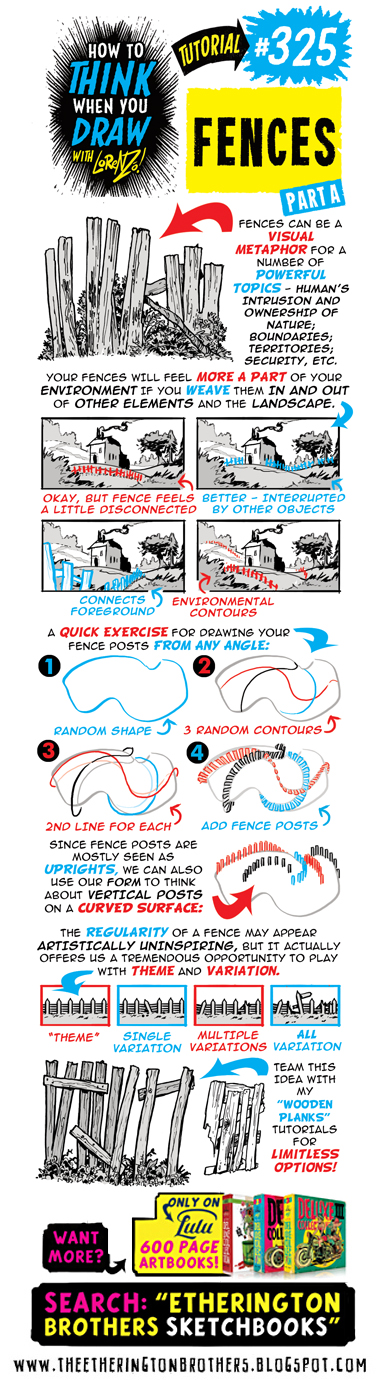 HOW TO
THINK
WHEN YOU
DRAW
WITH LORENZO!
TUTORIAL
#325
FENCES
PART A
FENCES CAN BE A
VISUAL
METAPHOR FOR A
NUMBER OF
POWERFUL
TOPICS - HUMAN'S
INTRUSION AND
OWNERSHIP OF
NATURE;
BOUNDARIES;
TERRITORIES;
SECURITY, ETC.
YOUR FENCES WILL FEEL MORE A PART OF YOUR
ENVIRONMENT IF YOU WEAVE THEM IN AND OUT
OF OTHER ELEMENTS AND THE LANDSCAPE.
OKAY, BUT FENCE FEELS
A LITTLE DISCONNECTED
BETTER - INTERRUPTED
BY OTHER OBJECTS
CONNECTS
FOREGROUND
ENVIRONMENTAL
CONTOURS
A QUICK EXERCISE FOR DRAWING YOUR
FENCE POSTS FROM ANY ANGLE:
1
RANDOM SHAPE
2
3 RANDOM CONTOURS
3
2ND LINE FOR EACH
4
ADD FENCE POSTS
SINCE FENCE POSTS ARE
MOSTLY SEEN AS
UPRIGHTS, WE CAN ALSO
USE OUR FORM TO THINK
ABOUT VERTICAL POSTS
ON A CURVED SURFACE:
THE REGULARITY OF A FENCE MAY APPEAR
ARTISTICALLY UNINSPIRING, BUT IT ACTUALLY
OFFERS US A TREMENDOUS OPPORTUNITY TO PLAY
WITH THEME AND VARIATION.
"THEME"
SINGLE
VARIATION
MULTIPLE
VARIATIONS
ALL
VARIATION
TEAM THIS
IDEA WITH
MY
"WOODEN
PLANKS"
TUTORIALS
FOR
LIMITLESS
OPTIONS!
WANT
MORE?
ONLY ON
Lulu
600 PAGE
ARTBOOKS!
SEARCH: "ETHERINGTON
BROTHERS SKETCHBOOKS"
WWW.THEETHERINGTONBROTHERS.BLOGSPOT.COM